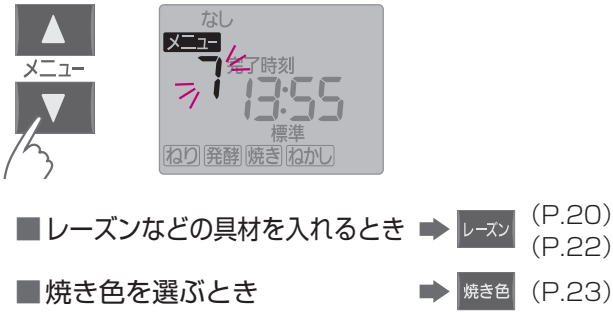 なし
メニュー
メニュー
7
完了時刻
13:55
標準
ねり 発酵 焼き ねかし
■レーズンなどの具材を入れるとき ➡ レーズン (P.20)
(P.22)
■焼き色を選ぶとき ➡ 焼き色 (P.23)